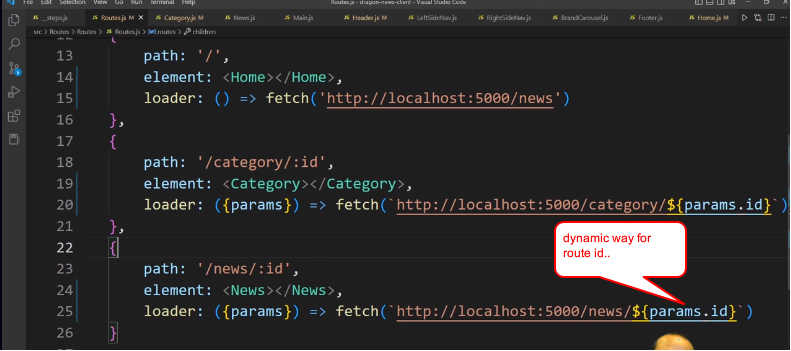 File Edit Selection View Go Run Terminal Help
Routes.js - dragon-news-client - Visual Studio Code
_steps.js Routes.js M Category.js M News.js Main.js Header.js M LeftSideNav.js RightSideNav.js BrandCarousel.js Footer.js Home.js M
src > Routes > Routes > Routes.js > routes > children
12 {
13 path: '/',
14 element: <Home></Home>,
15 loader: () => fetch('http://localhost:5000/news')
16 },
17 {
18 path: '/category/:id',
19 element: <Category></Category>,
20 loader: ({params}) => fetch(`http://localhost:5000/category/${params.id}`)
21 },
22 {
23 path: '/news/:id',
24 element: <News></News>,
25 loader: ({params}) => fetch(`http://localhost:5000/news/${params.id}`)
26 }
dynamic way for
route id..